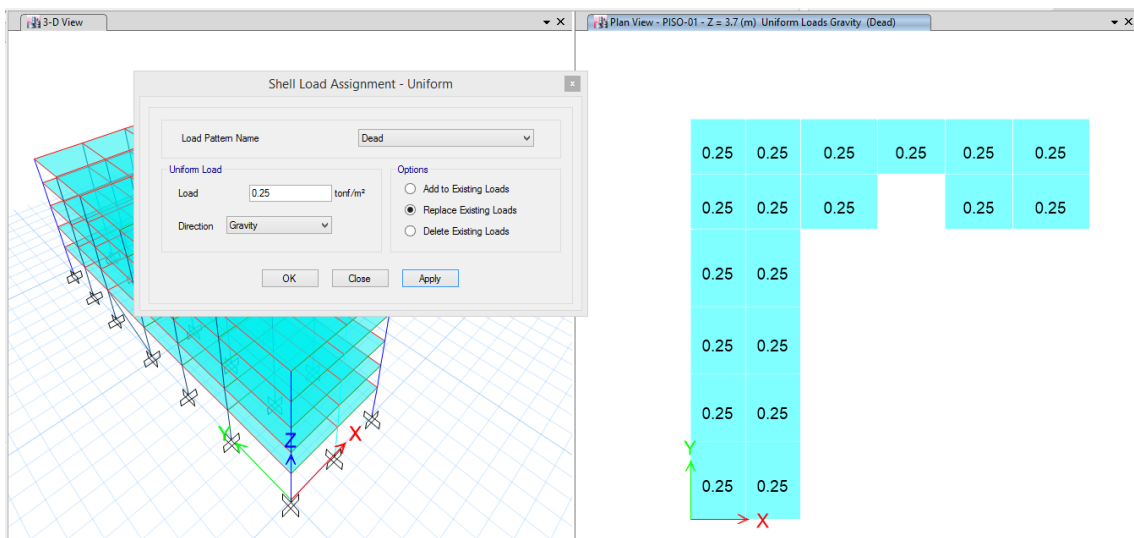 3-D View
Shell Load Assignment - Uniform
Load Pattern Name Dead
Uniform Load
Load 0.25 tonf/m²
Direction Gravity
Options
Add to Existing Loads
Replace Existing Loads
Delete Existing Loads
OK Close Apply
Y Z X
Plan View - PISO-01 - Z = 3.7 (m) Uniform Loads Gravity (Dead)
0.25 0.25 0.25 0.25 0.25 0.25
0.25 0.25 0.25 0.25 0.25
0.25 0.25
0.25 0.25
0.25 0.25
Y
0.25 0.25
X